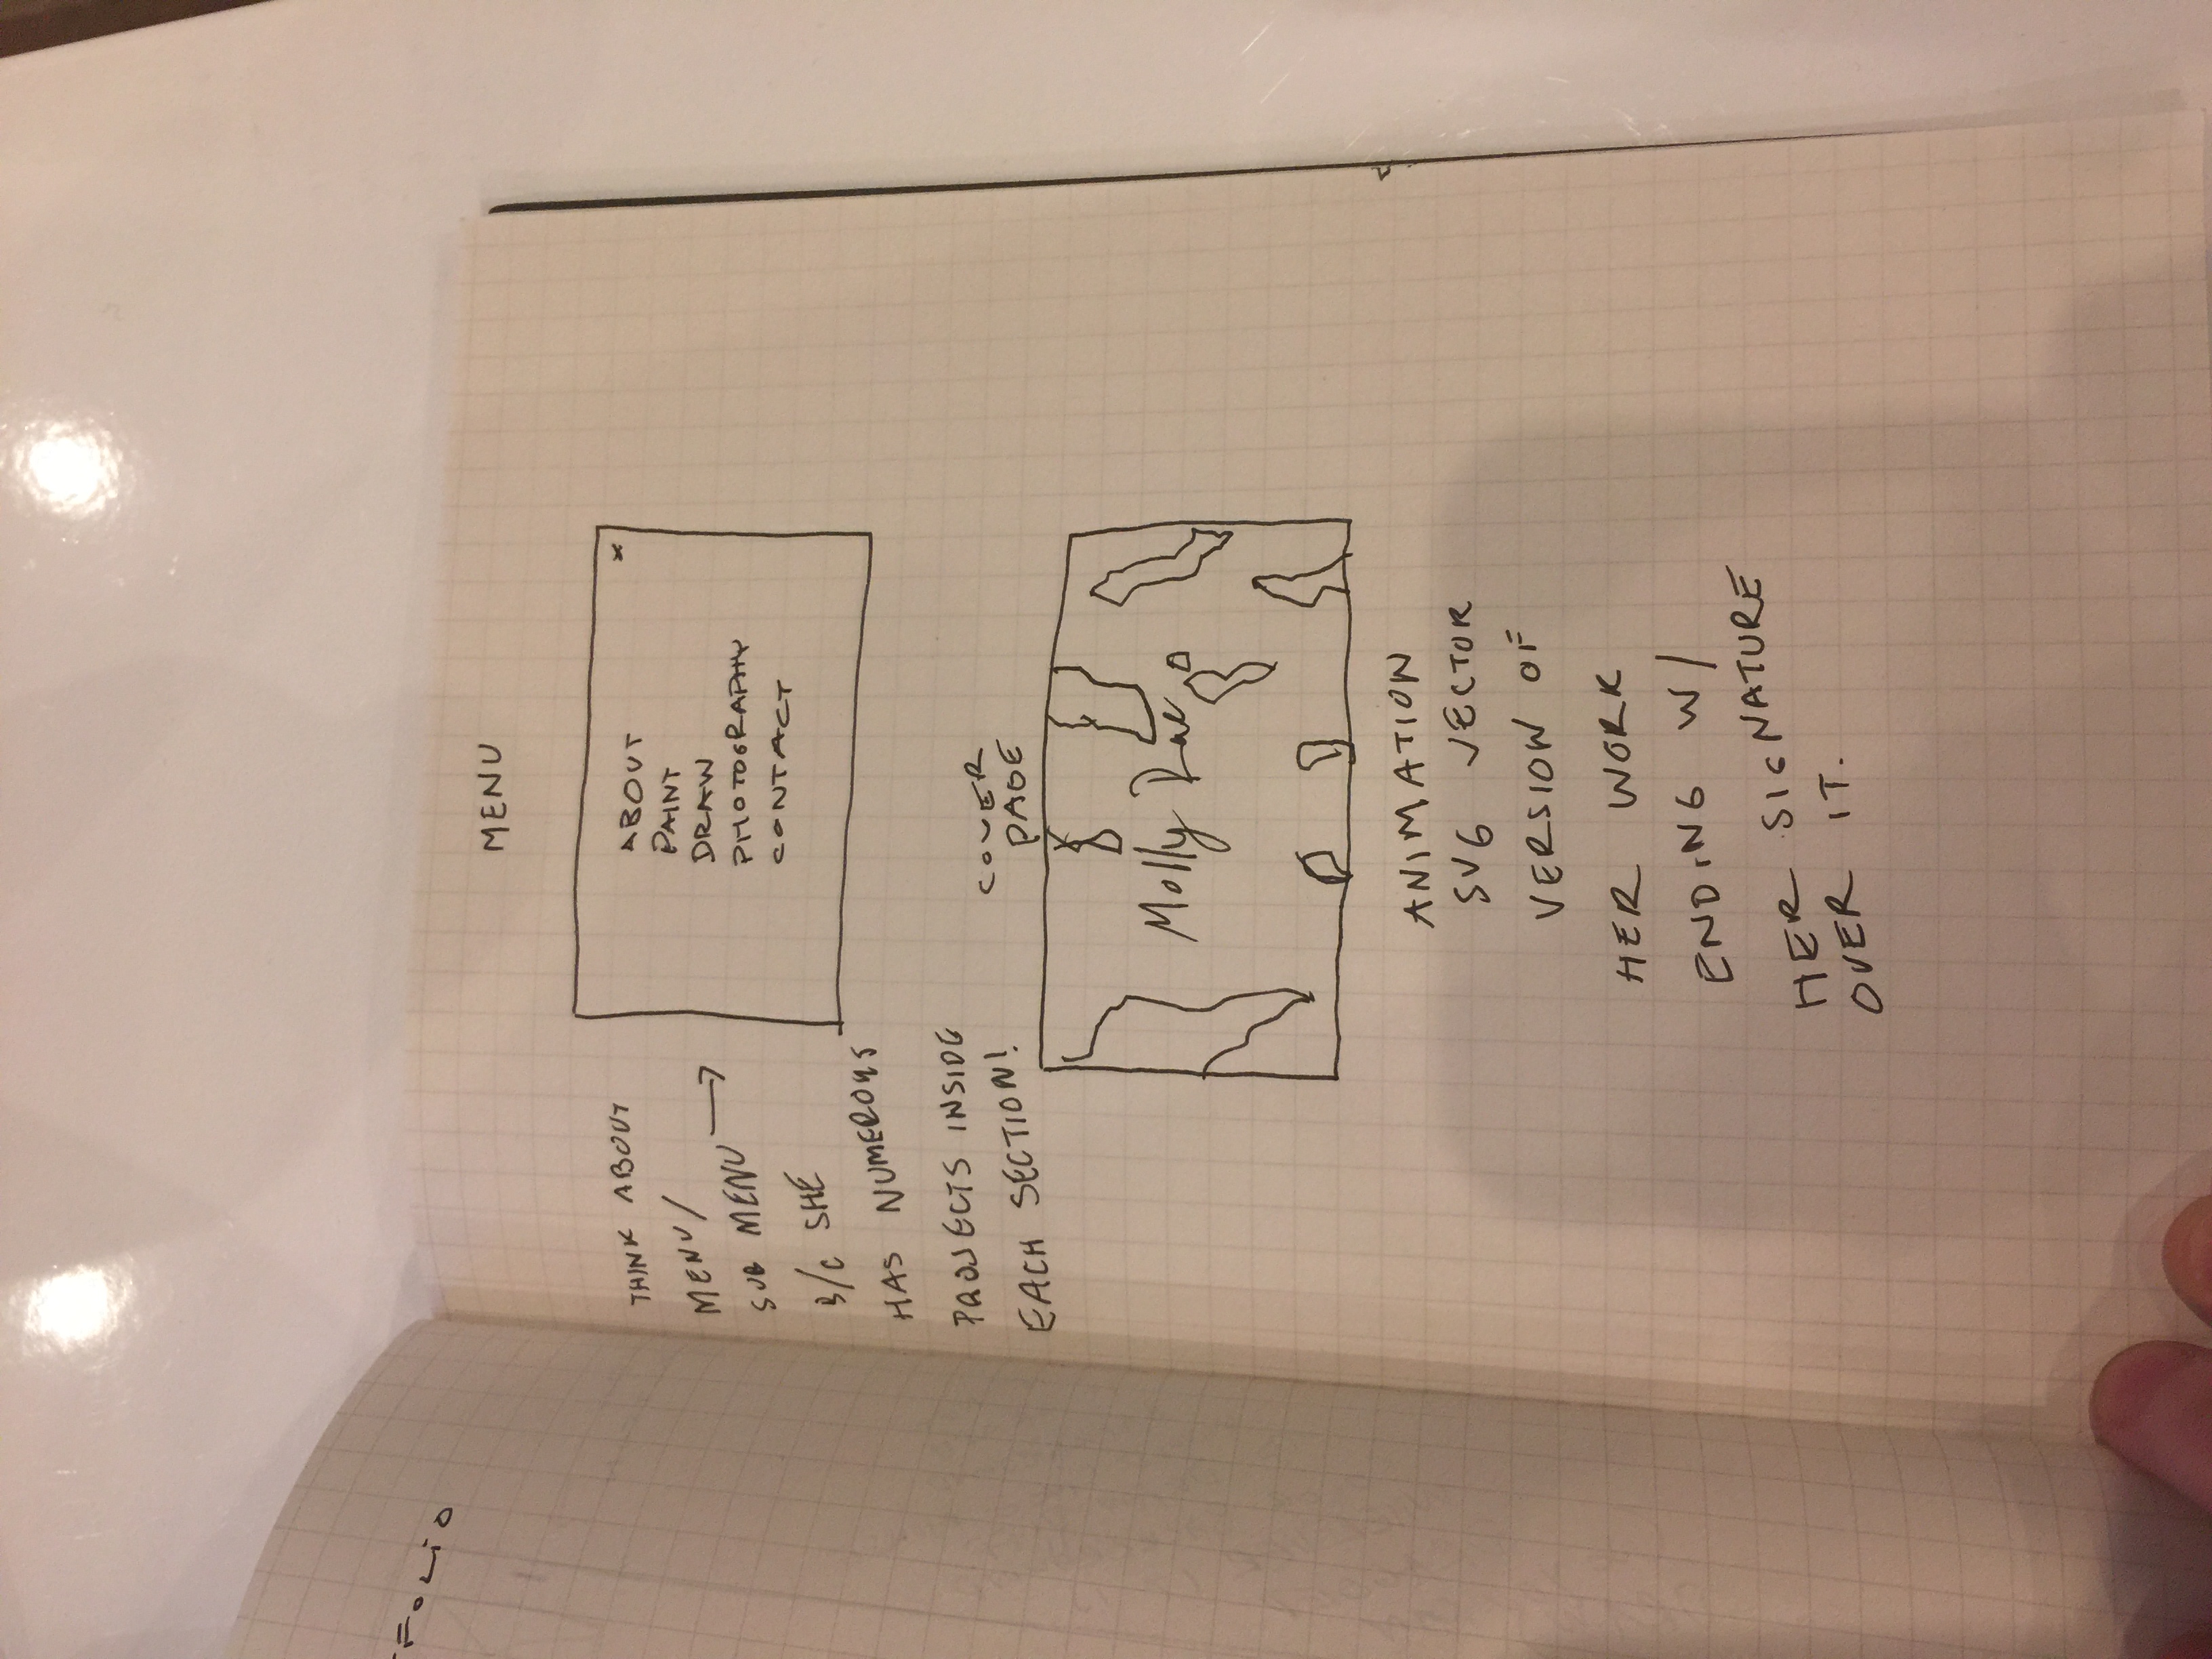 FOLIO
MENU
THINK ABOUT
MENU/
SUB MENU →
B/C SHE
HAS NUMEROUS
PROJECTS INSIDE
EACH SECTION!
x
ABOUT
PAINT
DRAW
PHOTOGRAPHY
CONTACT
COVER
PAGE
Molly Rae
ANIMATION
SVG VECTOR
VERSION OF
HER WORK
ENDING W/
HER SIGNATURE
OVER IT.